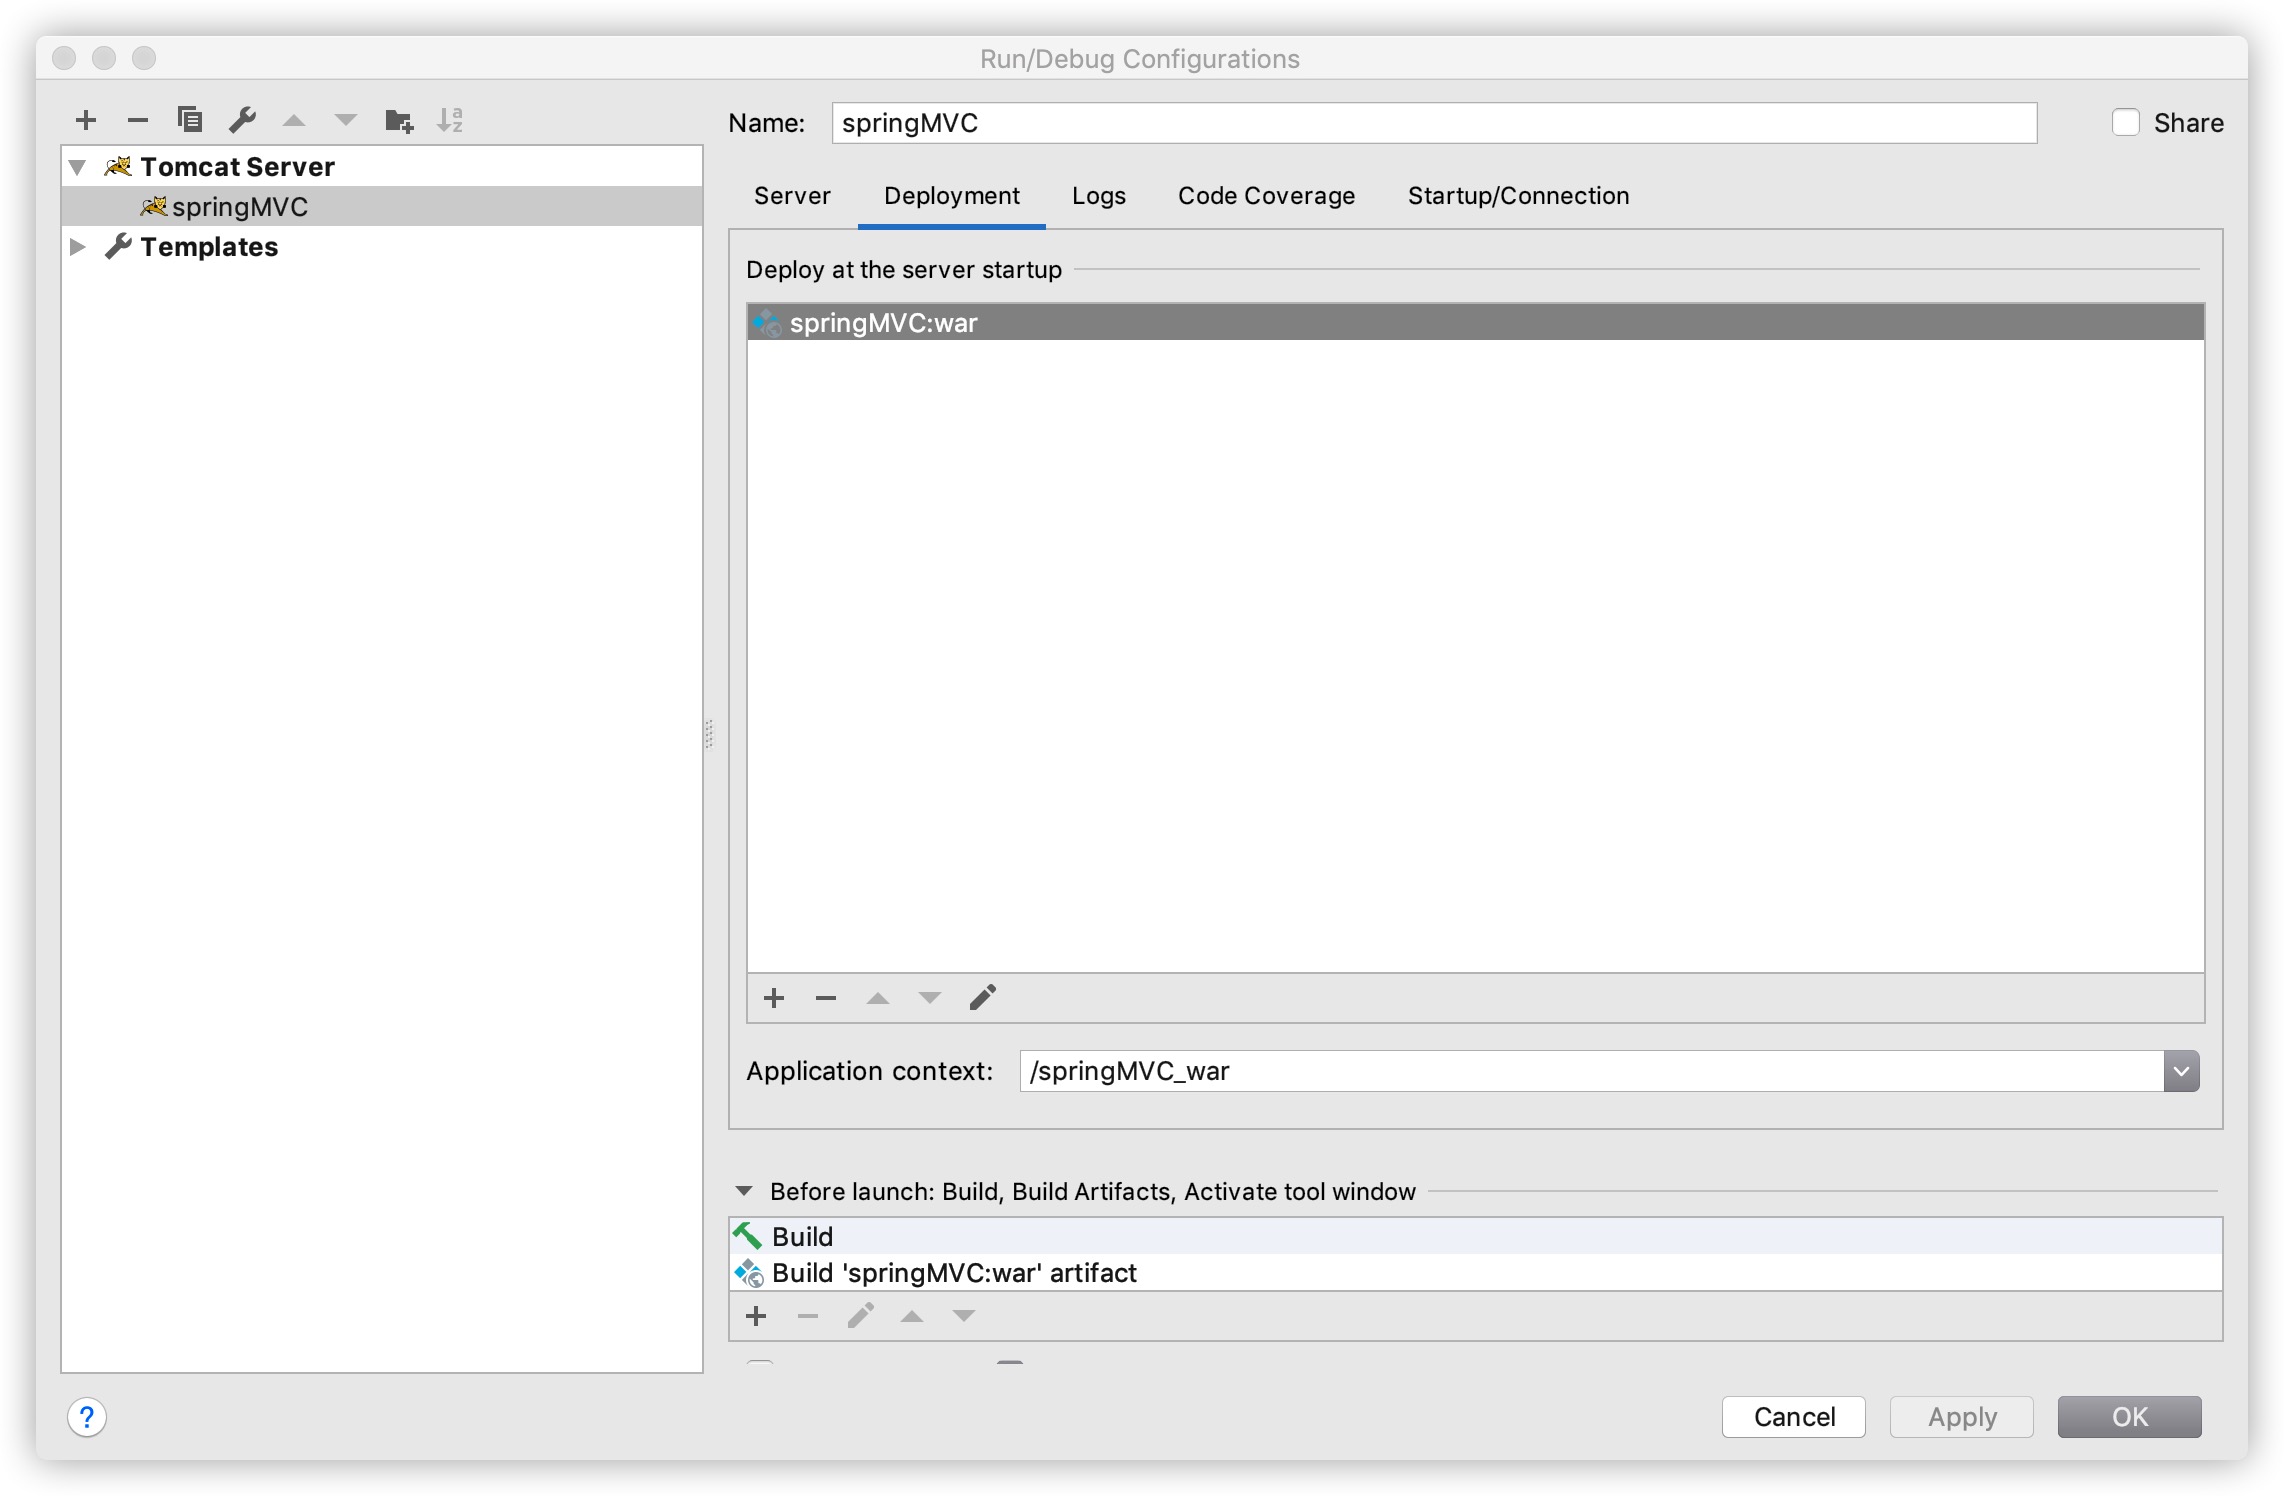 Run/Debug Configurations
Name: springMVC Share
Tomcat Server
springMVC
Templates
Server Deployment Logs Code Coverage Startup/Connection
Deploy at the server startup
springMVC:war
Application context: /springMVC_war
Before launch: Build, Build Artifacts, Activate tool window
Build
Build 'springMVC:war' artifact
? Cancel Apply OK